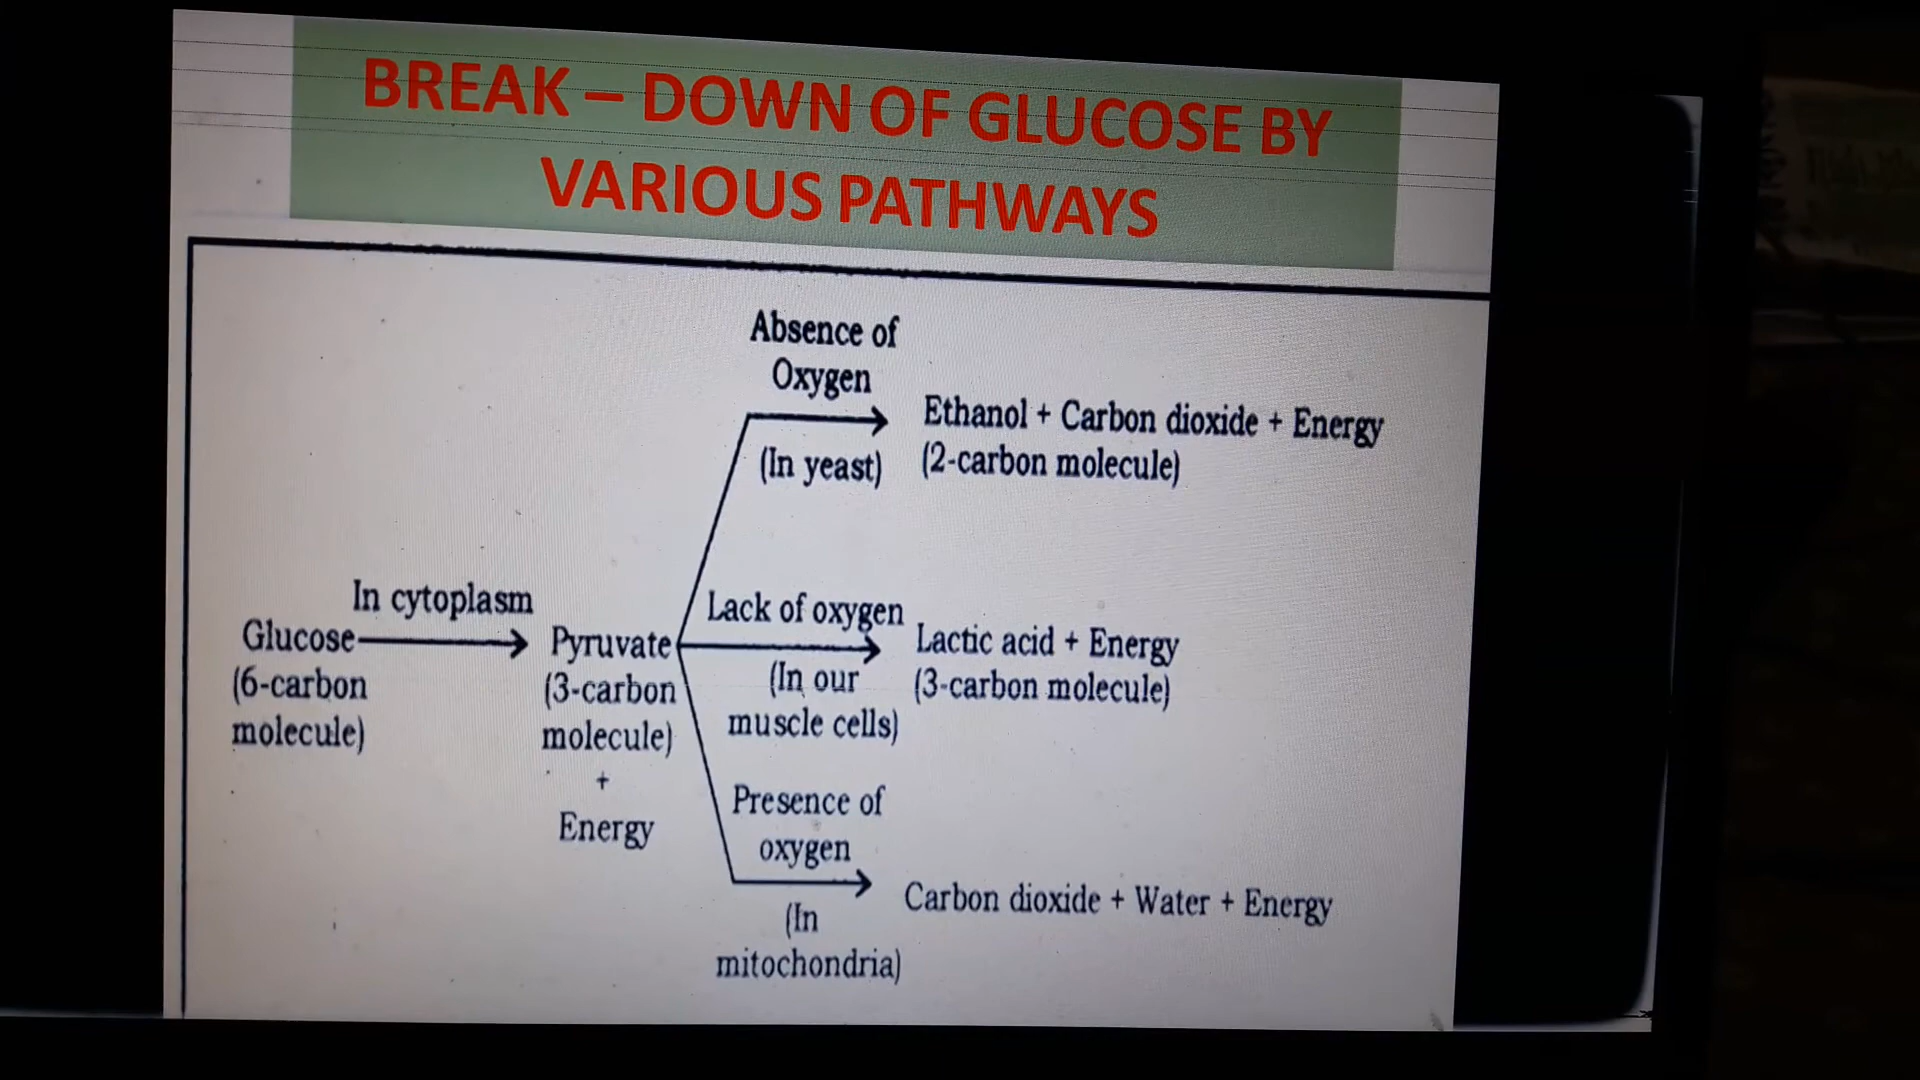 BREAK – DOWN OF GLUCOSE BY
VARIOUS PATHWAYS
Absence of
Oxygen
(In yeast)
Ethanol + Carbon dioxide + Energy
(2-carbon molecule)
In cytoplasm
Glucose
(6-carbon
molecule)
Pyruvate
(3-carbon
molecule)
+
Energy
Lack of oxygen
(In our
muscle cells)
Lactic acid + Energy
(3-carbon molecule)
Presence of
oxygen
(In
mitochondria)
Carbon dioxide + Water + Energy